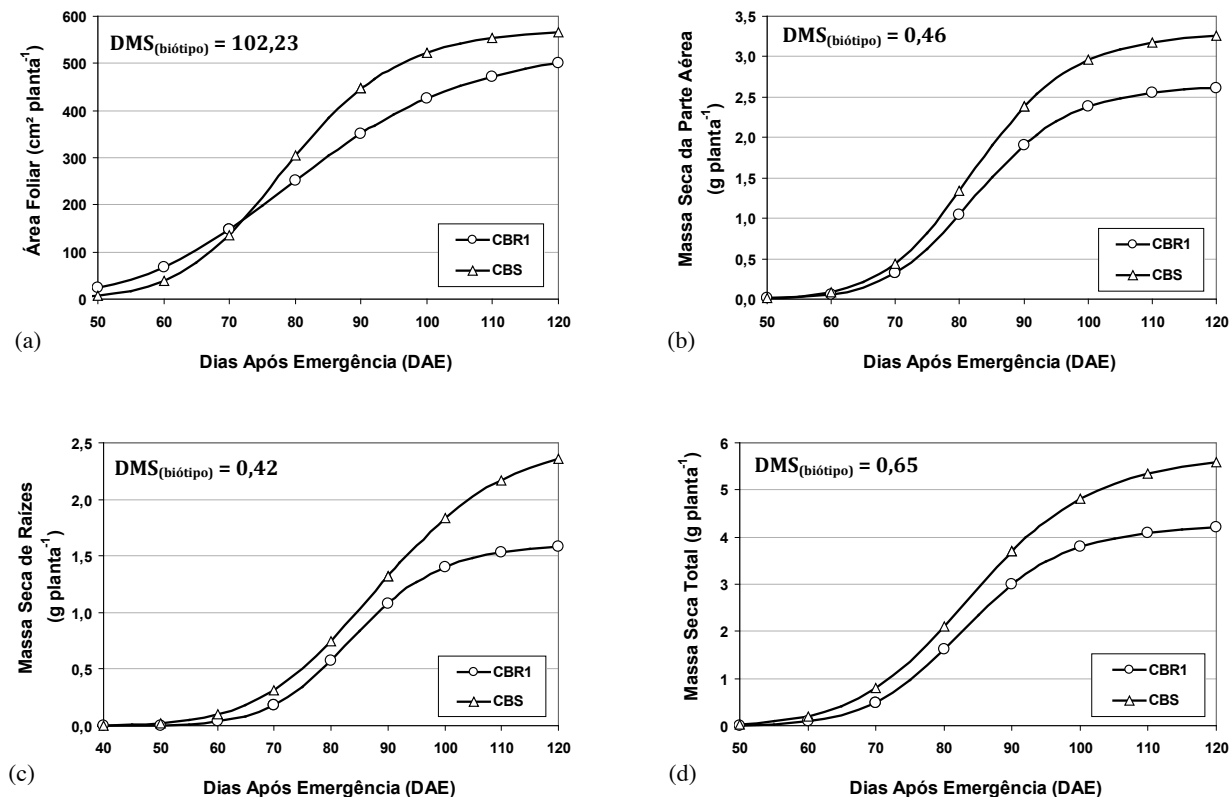 DMS(biótipo) = 102,23
Área Foliar (cm² planta-1)
600
500
400
300
200
100
0
50 60 70 80 90 100 110 120
CBR1
CBS
(a)
Dias Após Emergência (DAE)
DMS(biótipo) = 0,46
Massa Seca da Parte Aérea
(g planta-1)
3,5
3,0
2,5
2,0
1,5
1,0
0,5
0,0
50 60 70 80 90 100 110 120
CBR1
CBS
(b)
Dias Após Emergência (DAE)
DMS(biótipo) = 0,42
Massa Seca de Raízes
(g planta-1)
2,5
2,0
1,5
1,0
0,5
0,0
40 50 60 70 80 90 100 110 120
CBR1
CBS
(c)
Dias Após Emergência (DAE)
DMS(biótipo) = 0,65
Massa Seca Total (g planta-1)
6
5
4
3
2
1
0
50 60 70 80 90 100 110 120
CBR1
CBS
(d)
Dias Após Emergência (DAE)